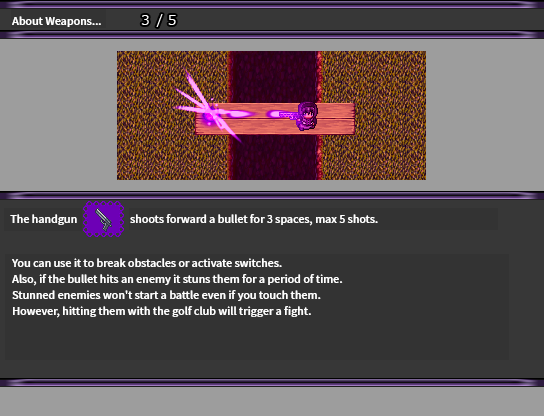 About Weapons... 3 / 5
The handgun shoots forward a bullet for 3 spaces, max 5 shots.
You can use it to break obstacles or activate switches.
Also, if the bullet hits an enemy it stuns them for a period of time.
Stunned enemies won't start a battle even if you touch them.
However, hitting them with the golf club will trigger a fight.